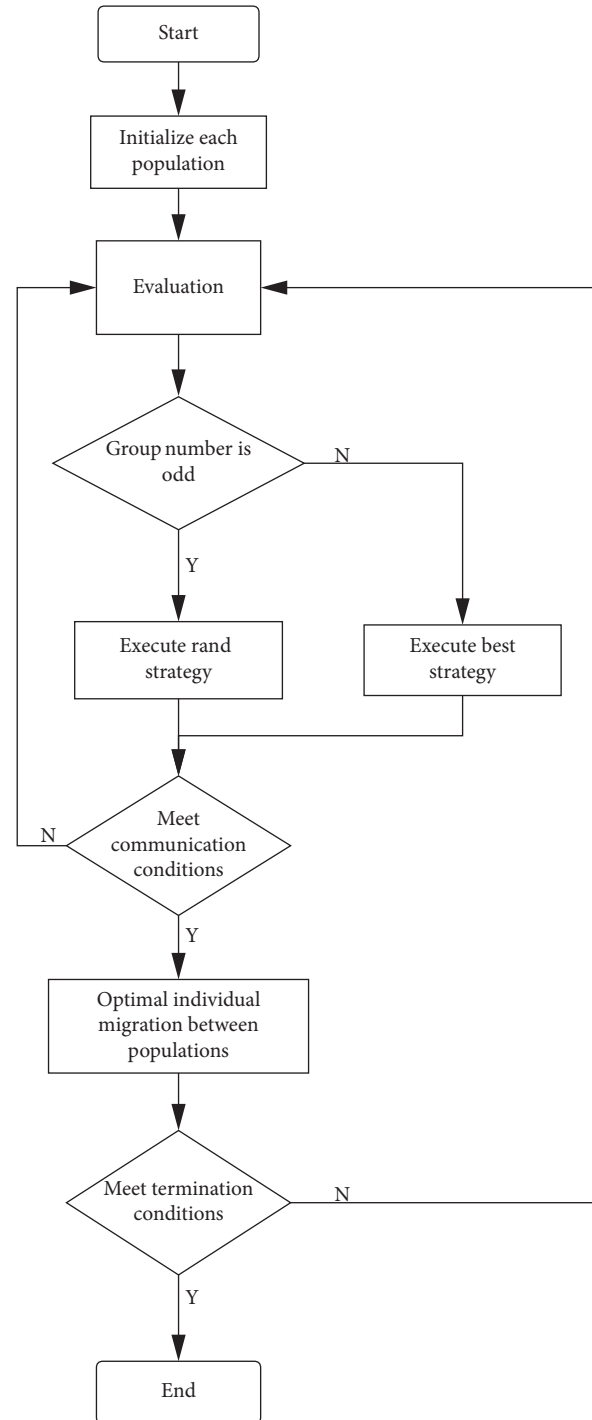 Start
Initialize each
population
Evaluation
Group number is
odd
N
Y
Execute rand
strategy
Execute best
strategy
Meet
communication
conditions
N
Y
Optimal individual
migration between
populations
Meet termination
conditions
N
Y
End